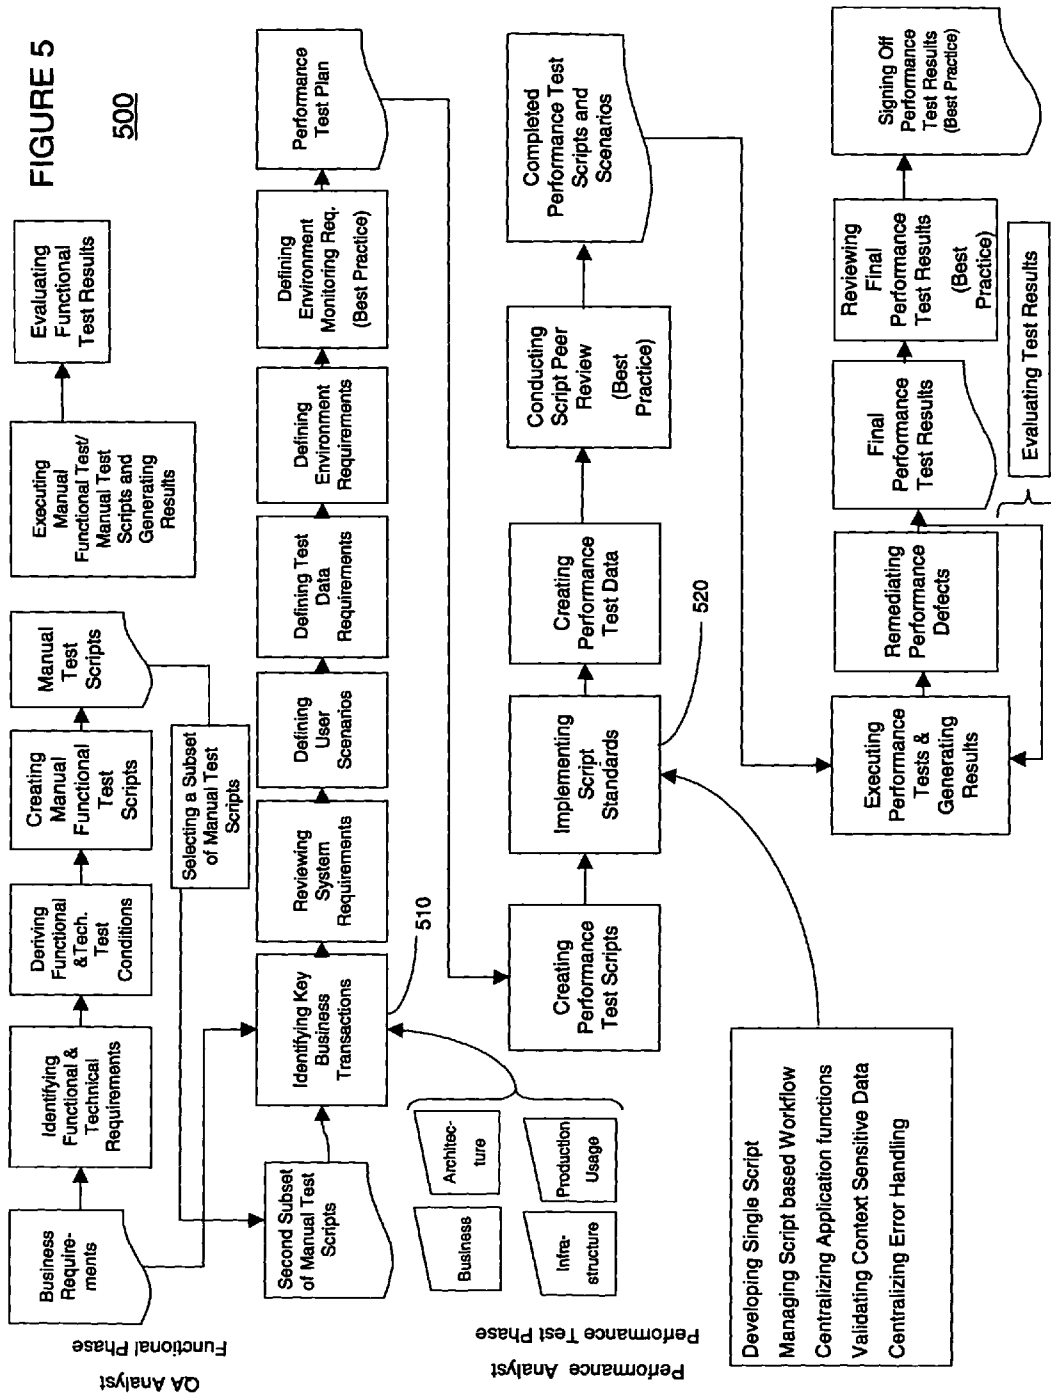 FIGURE 5
500
QA Analyst
Functional Phase
Business
Require-
ments
Identifying
Functional &
Technical
Requirements
Deriving
Functional
& Tech.
Test
Conditions
Creating
Manual
Functional
Test
Scripts
Manual
Test
Scripts
Executing
Manual
Functional Test/
Manual Test
Scripts and
Generating
Results
Evaluating
Functional
Test Results
Selecting a Subset
of Manual Test
Scripts
Performance Analyst
Performance Test Phase
Second Subset
of Manual Test
Scripts
Identifying Key
Business
Transactions
510
Reviewing
System
Requirements
Defining
User
Scenarios
Defining Test
Data
Requirements
Defining
Environment
Requirements
Defining
Environment
Monitoring Req.
(Best Practice)
Performance
Test Plan
Business
Architec-
ture
Infra-
structure
Production
Usage
Creating
Performance
Test Scripts
Implementing
Script
Standards
520
Creating
Performance
Test Data
Conducting
Script Peer
Review
(Best
Practice)
Completed
Performance Test
Scripts and
Scenarios
Developing Single Script
Managing Script based Workflow
Centralizing Application functions
Validating Context Sensitive Data
Centralizing Error Handling
Executing
Performance
Tests &
Generating
Results
Remediating
Performance
Defects
Final
Performance
Test Results
Reviewing
Final
Performance
Test Results
(Best
Practice)
Signing Off
Performance
Test Results
(Best Practice)
Evaluating Test Results